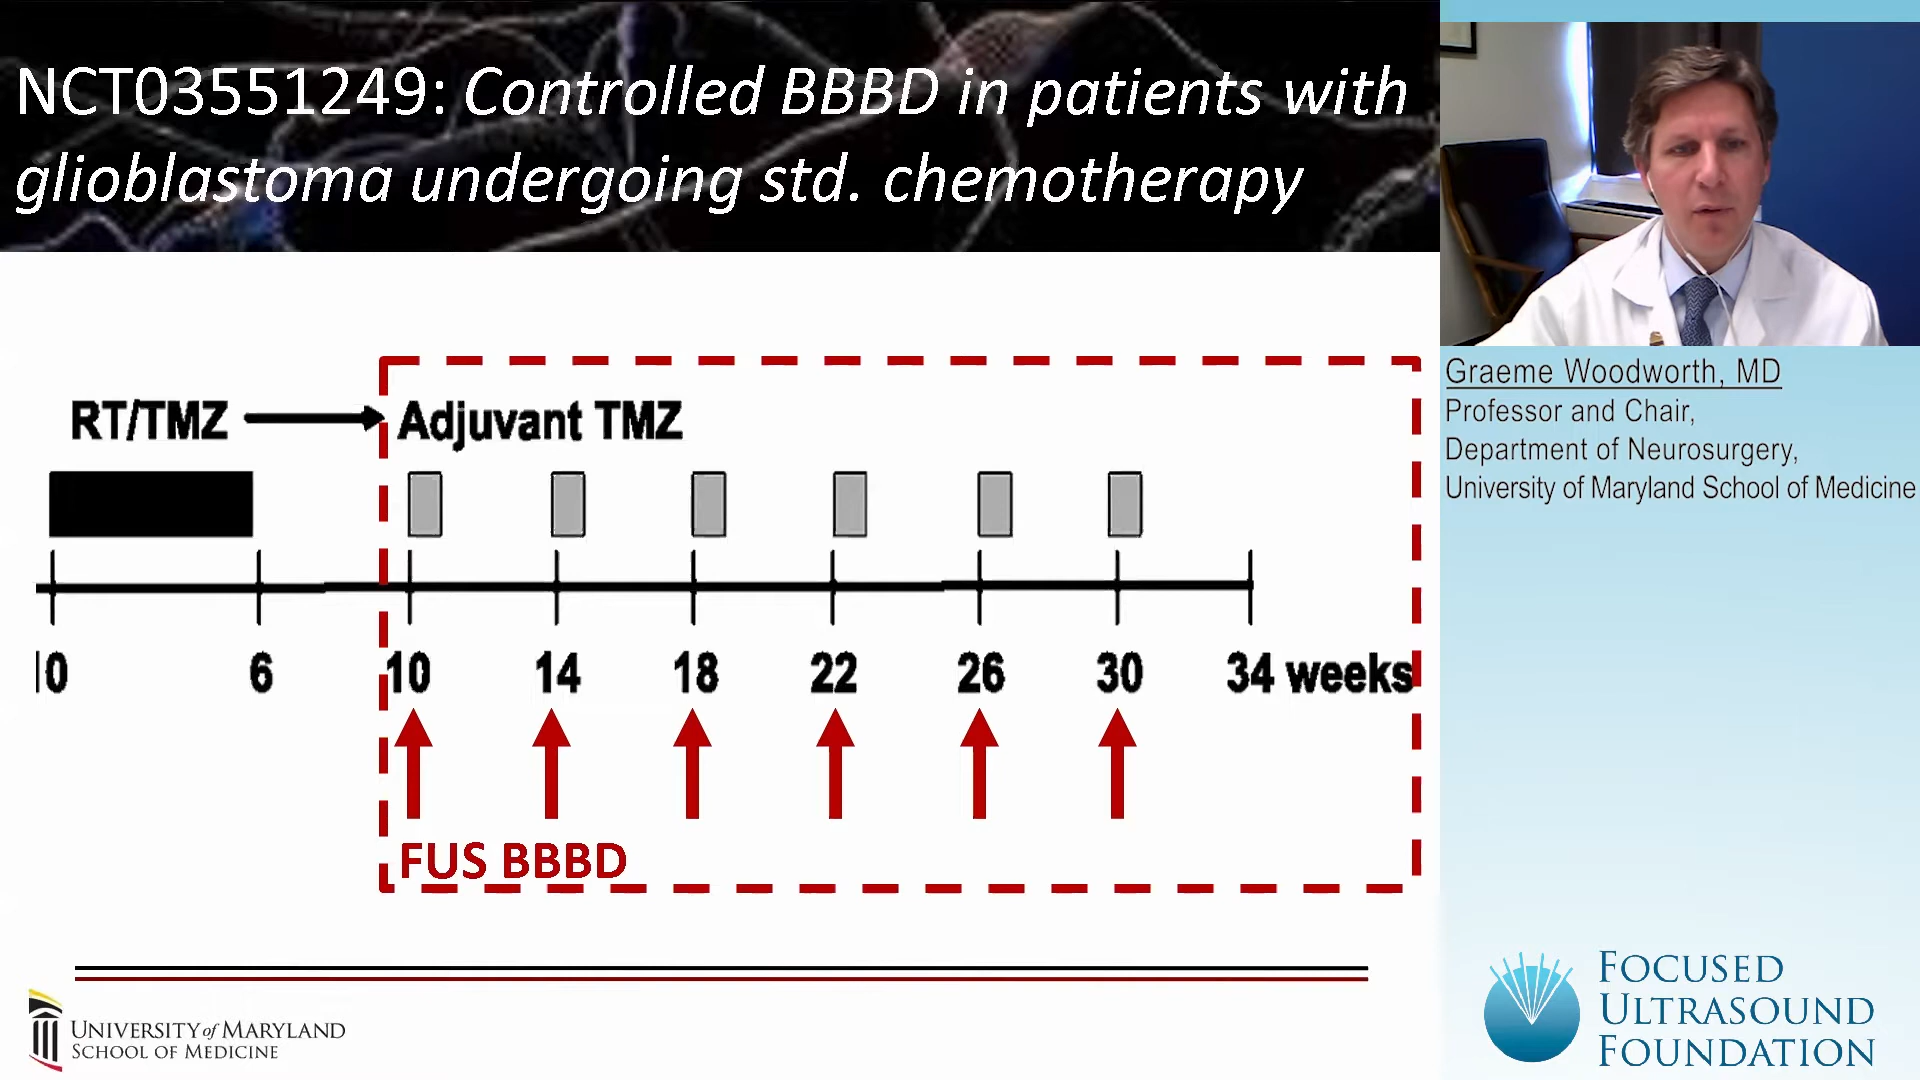 NCT03551249: Controlled BBBD in patients with
glioblastoma undergoing std. chemotherapy
RT/TMZ
Adjuvant TMZ
0 6 10 14 18 22 26 30 34 weeks
FUS BBBD
UNIVERSITY of MARYLAND
SCHOOL OF MEDICINE
Graeme Woodworth, MD
Professor and Chair,
Department of Neurosurgery,
University of Maryland School of Medicine
FOCUSED
ULTRASOUND
FOUNDATION